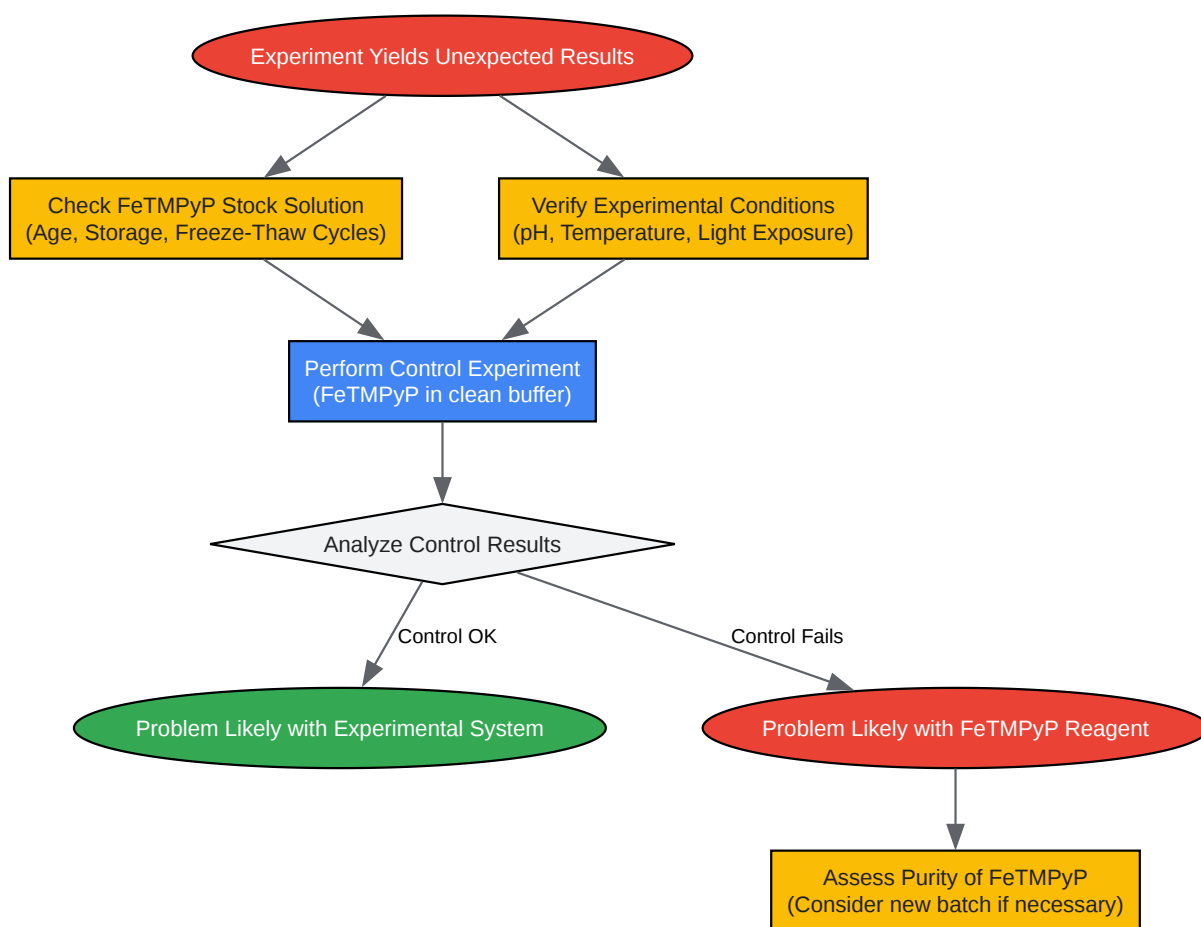 Experiment Yields Unexpected Results
Check FeTMPyP Stock Solution
(Age, Storage, Freeze-Thaw Cycles)
Verify Experimental Conditions
(pH, Temperature, Light Exposure)
Perform Control Experiment
(FeTMPyP in clean buffer)
Analyze Control Results
Control OK
Control Fails
Problem Likely with Experimental System
Problem Likely with FeTMPyP Reagent
Assess Purity of FeTMPyP
(Consider new batch if necessary)